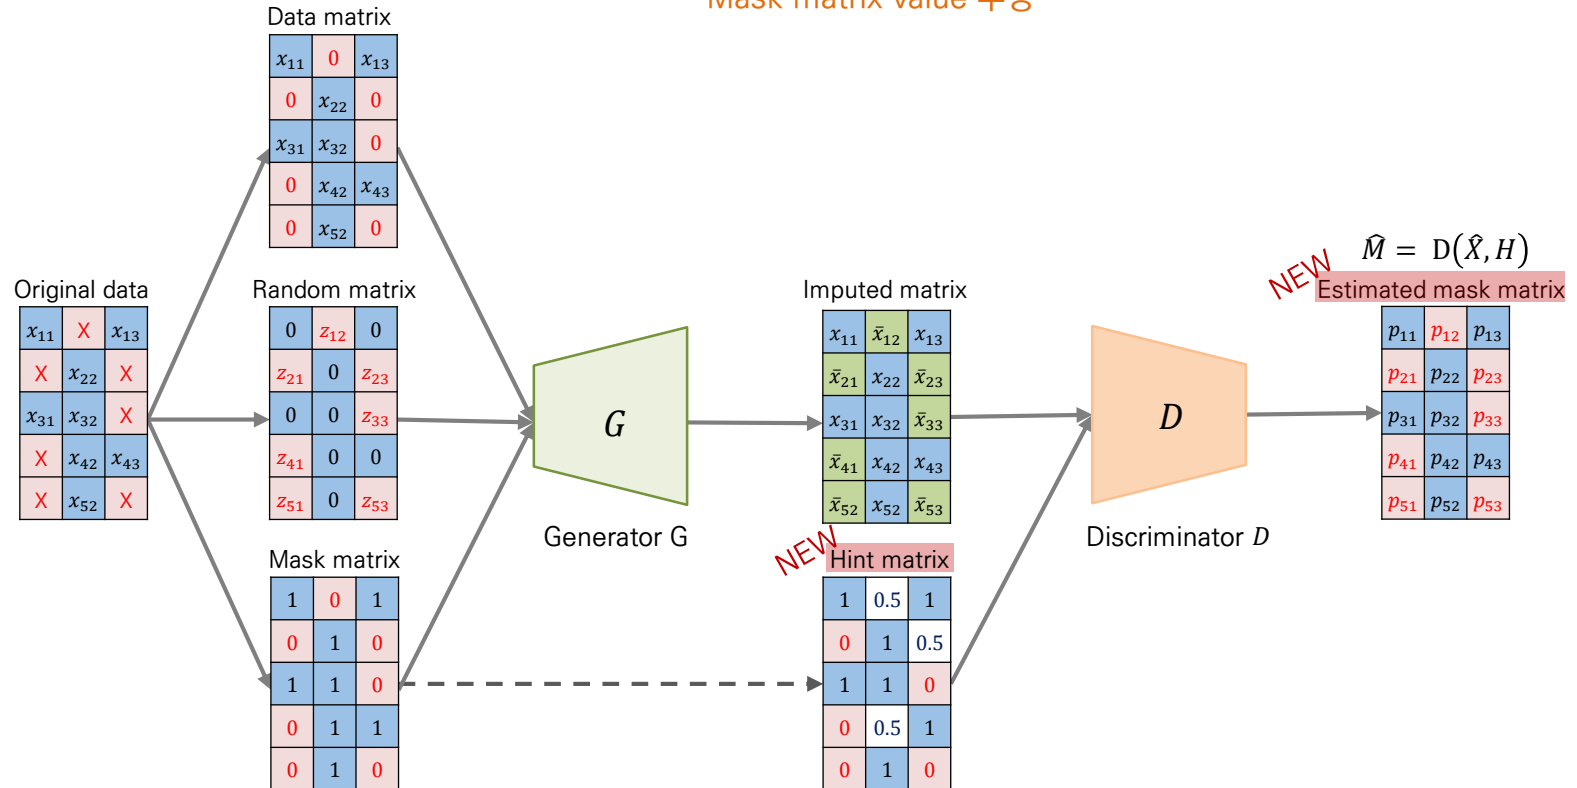 Mask matrix value 수정
Data matrix
x₁₁ 0 x₁₃
0 x₂₂ 0
x₃₁ x₃₂ 0
0 x₄₂ x₄₃
0 x₅₂ 0
Original data
x₁₁ X x₁₃
X x₂₂ X
x₃₁ x₃₂ X
X x₄₂ x₄₃
X x₅₂ X
Random matrix
0 z₁₂ 0
z₂₁ 0 z₂₃
0 0 z₃₃
z₄₁ 0 0
z₅₁ 0 z₅₃
Mask matrix
1 0 1
0 1 0
1 1 0
0 1 1
0 1 0
G
Generator G
Imputed matrix
x₁₁ x̄₁₂ x₁₃
x̄₂₁ x₂₂ x̄₂₃
x₃₁ x₃₂ x̄₃₃
x̄₄₁ x₄₂ x₄₃
x̄₅₂ x₅₂ x̄₅₃
NEW
Hint matrix
1 0.5 1
0 1 0.5
1 1 0
0 0.5 1
0 1 0
D
Discriminator D
M̂ = D(X̂, H)
NEW
Estimated mask matrix
p₁₁ p₁₂ p₁₃
p₂₁ p₂₂ p₂₃
p₃₁ p₃₂ p₃₃
p₄₁ p₄₂ p₄₃
p₅₁ p₅₂ p₅₃